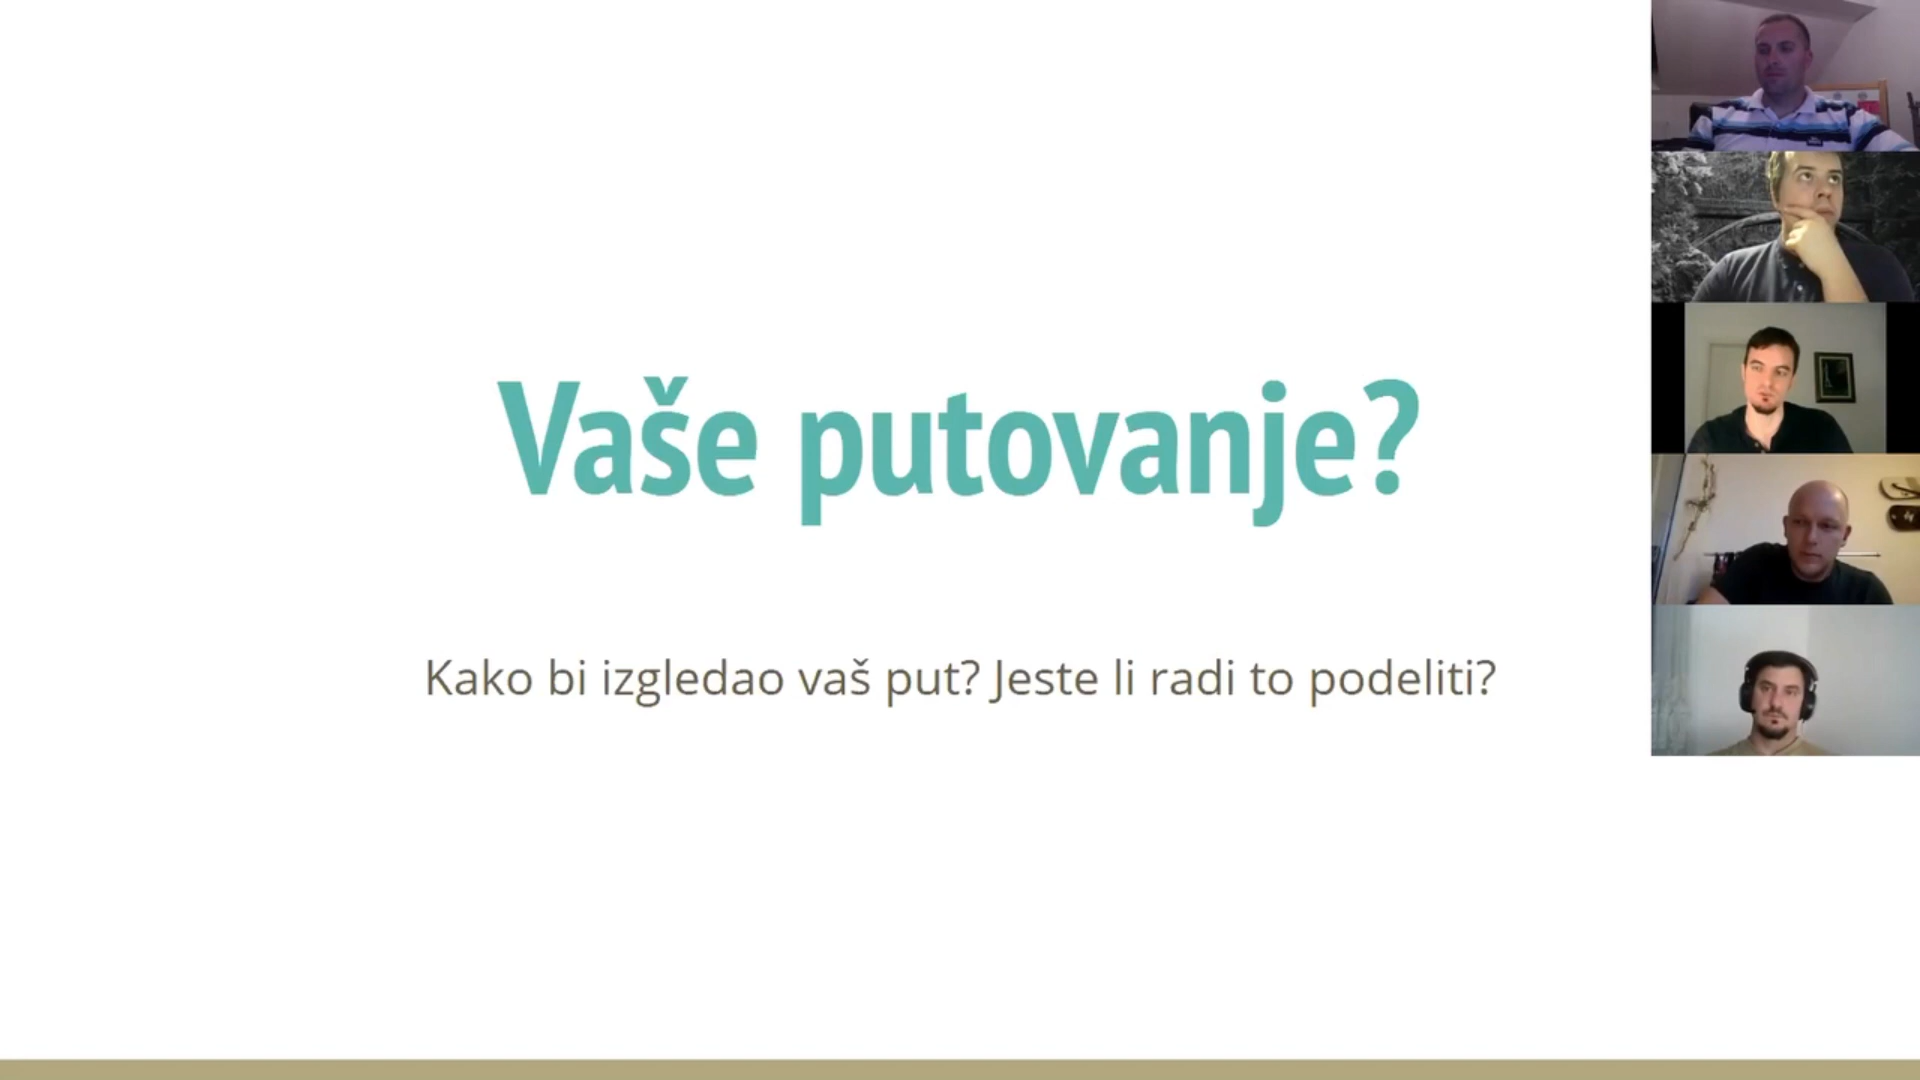 Vaše putovanje?
Kako bi izgledao vaš put? Jeste li radi to podeliti?